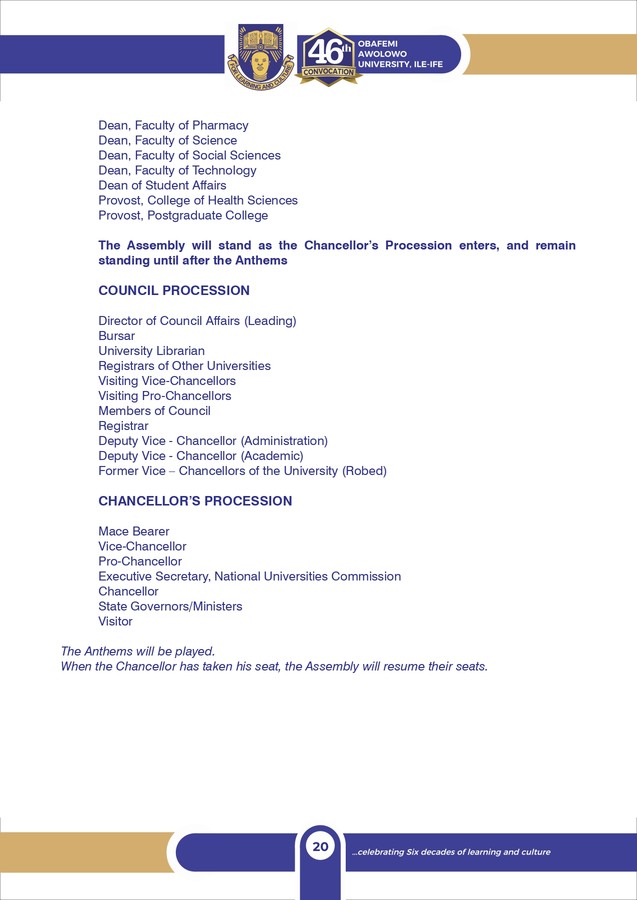 FOR LEARNING AND CULTURE
46th
CONVOCATION
OBAFEMI
AWOLOWO
UNIVERSITY, ILE-IFE
Dean, Faculty of Pharmacy
Dean, Faculty of Science
Dean, Faculty of Social Sciences
Dean, Faculty of Technology
Dean of Student Affairs
Provost, College of Health Sciences
Provost, Postgraduate College
The Assembly will stand as the Chancellor’s Procession enters, and remain
standing until after the Anthems
COUNCIL PROCESSION
Director of Council Affairs (Leading)
Bursar
University Librarian
Registrars of Other Universities
Visiting Vice-Chancellors
Visiting Pro-Chancellors
Members of Council
Registrar
Deputy Vice - Chancellor (Administration)
Deputy Vice - Chancellor (Academic)
Former Vice – Chancellors of the University (Robed)
CHANCELLOR’S PROCESSION
Mace Bearer
Vice-Chancellor
Pro-Chancellor
Executive Secretary, National Universities Commission
Chancellor
State Governors/Ministers
Visitor
The Anthems will be played.
When the Chancellor has taken his seat, the Assembly will resume their seats.
20
...celebrating Six decades of learning and culture